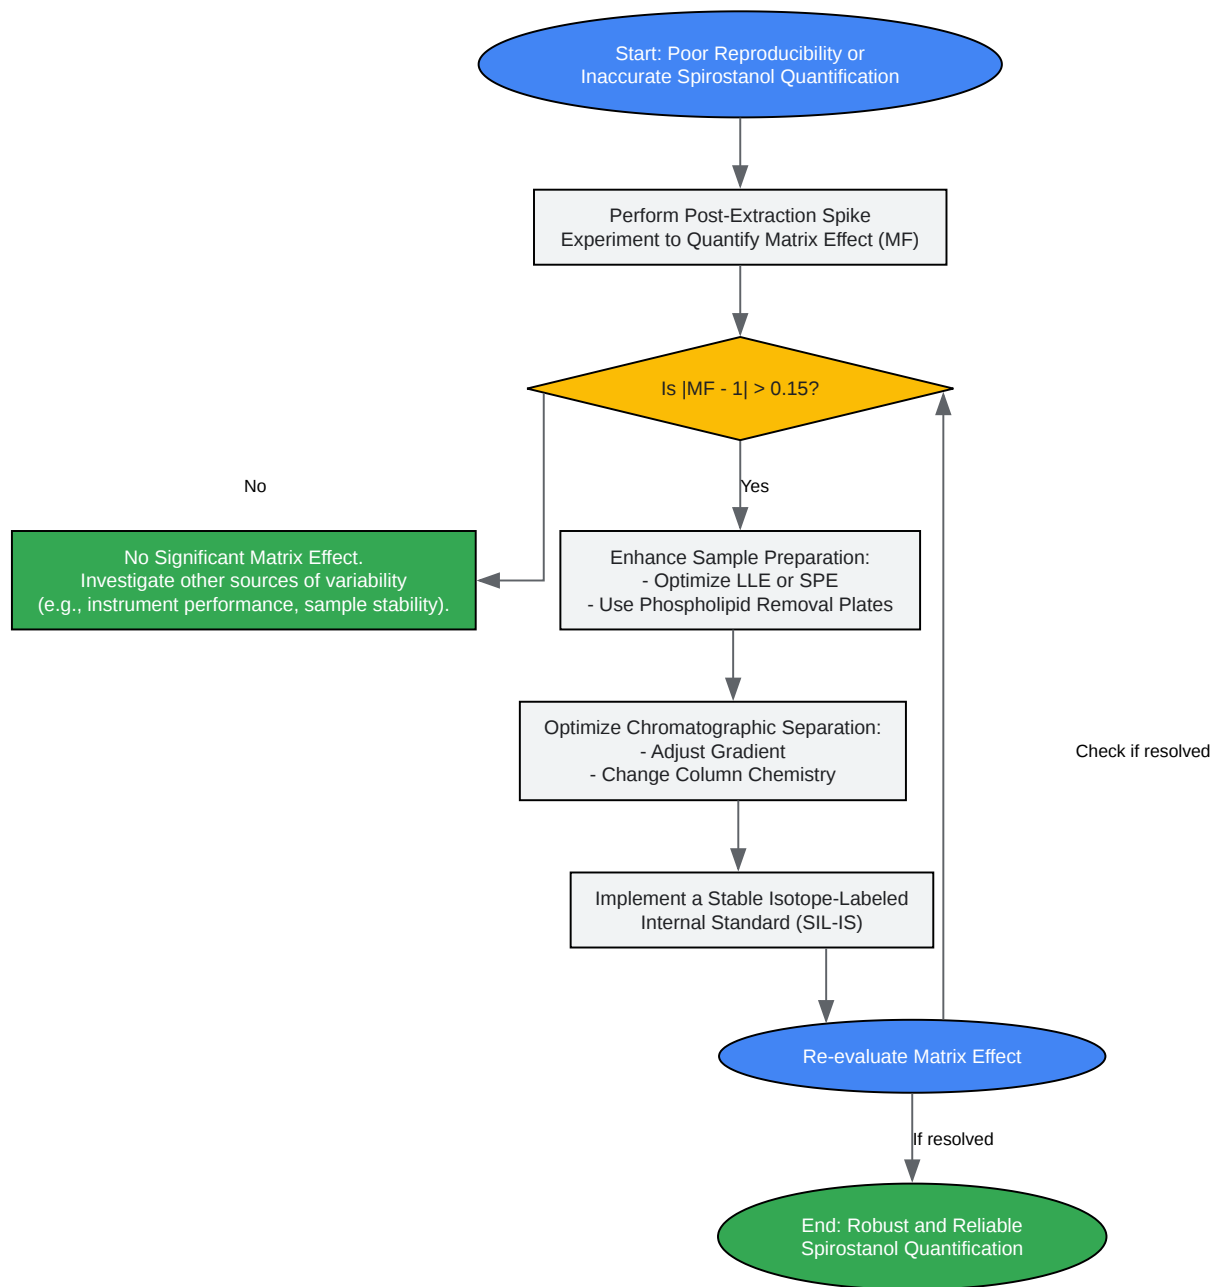 Start: Poor Reproducibility or
Inaccurate Spirostanol Quantification
Perform Post-Extraction Spike
Experiment to Quantify Matrix Effect (MF)
Is |MF - 1| > 0.15?
No
Yes
No Significant Matrix Effect.
Investigate other sources of variability
(e.g., instrument performance, sample stability).
Enhance Sample Preparation:
- Optimize LLE or SPE
- Use Phospholipid Removal Plates
Optimize Chromatographic Separation:
- Adjust Gradient
- Change Column Chemistry
Check if resolved
Implement a Stable Isotope-Labeled
Internal Standard (SIL-IS)
Re-evaluate Matrix Effect
If resolved
End: Robust and Reliable
Spirostanol Quantification